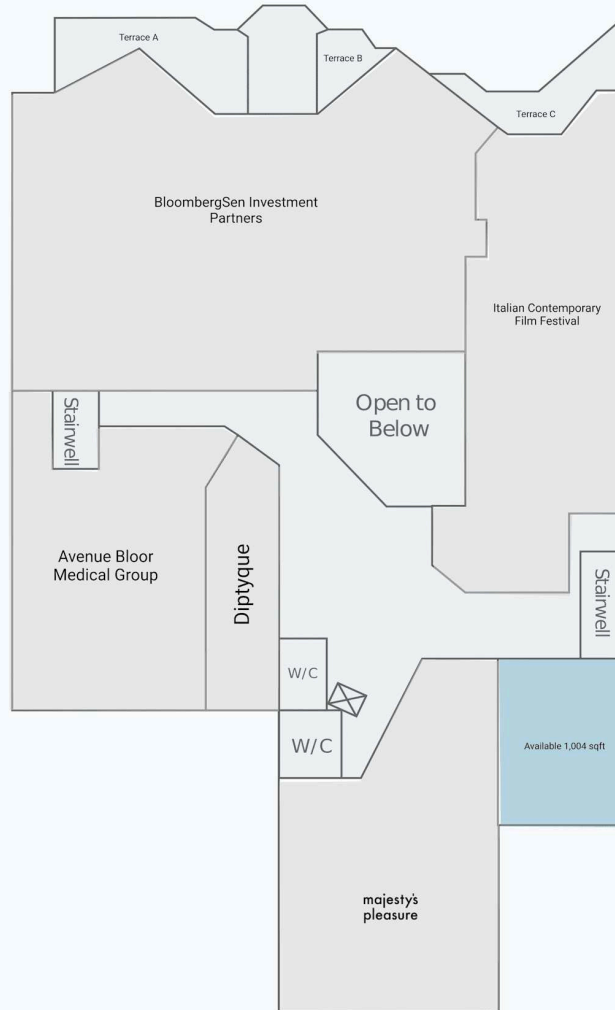 Terrace A
Terrace B
Terrace C
BloombergSen Investment
Partners
Italian Contemporary
Film Festival
Open to
Below
Stairwell
Avenue Bloor
Medical Group
Diptyque
Stairwell
W/C
W/C
Available 1,004 sqft
majesty's
pleasure